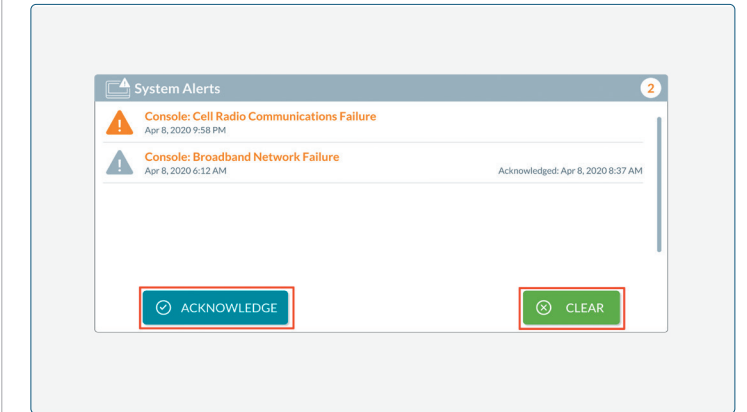 System Alerts
2
Console: Cell Radio Communications Failure
Apr 8, 2020 9:58 PM
Console: Broadband Network Failure
Apr 8, 2020 6:12 AM
Acknowledged: Apr 8, 2020 8:37 AM
ACKNOWLEDGE
CLEAR